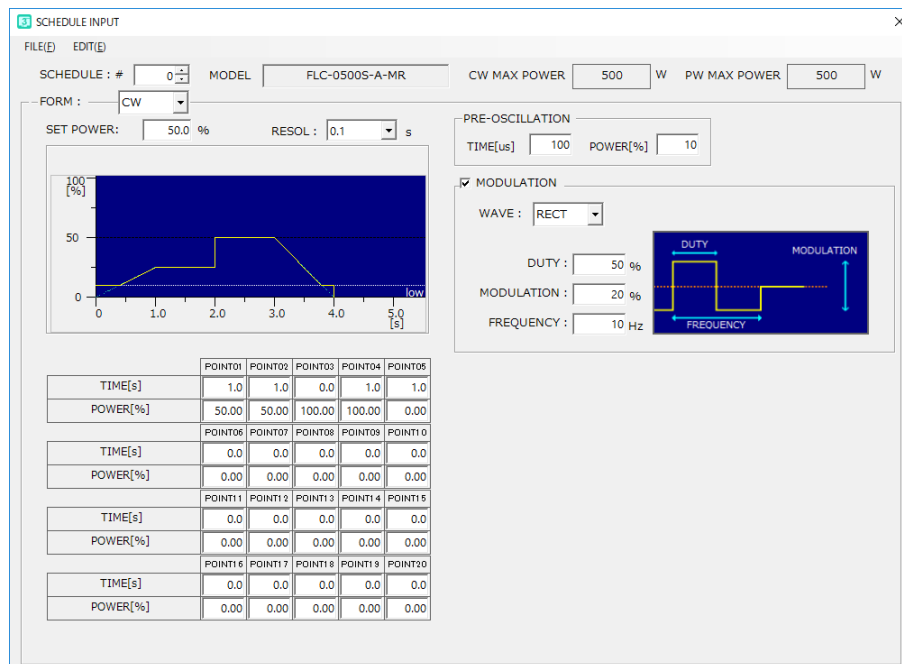 SCHEDULE INPUT
FILE(F) EDIT(E)
SCHEDULE : # 0 MODEL FLC-0500S-A-MR CW MAX POWER 500 W PW MAX POWER 500 W
FORM : CW
SET POWER: 50.0 % RESOL : 0.1 s
PRE-OSCILLATION
TIME[us] 100 POWER[%] 10
MODULATION
WAVE : RECT
DUTY : 50 %
MODULATION : 20 %
FREQUENCY : 10 Hz
DUTY
MODULATION
FREQUENCY
100
[%]
50
0
low
0 1.0 2.0 3.0 4.0 5.0
[s]
POINT01 POINT02 POINT03 POINT04 POINT05
TIME[s] 1.0 1.0 0.0 1.0 1.0
POWER[%] 50.00 50.00 100.00 100.00 0.00
POINT06 POINT07 POINT08 POINT09 POINT10
TIME[s] 0.0 0.0 0.0 0.0 0.0
POWER[%] 0.00 0.00 0.00 0.00 0.00
POINT11 POINT12 POINT13 POINT14 POINT15
TIME[s] 0.0 0.0 0.0 0.0 0.0
POWER[%] 0.00 0.00 0.00 0.00 0.00
POINT16 POINT17 POINT18 POINT19 POINT20
TIME[s] 0.0 0.0 0.0 0.0 0.0
POWER[%] 0.00 0.00 0.00 0.00 0.00